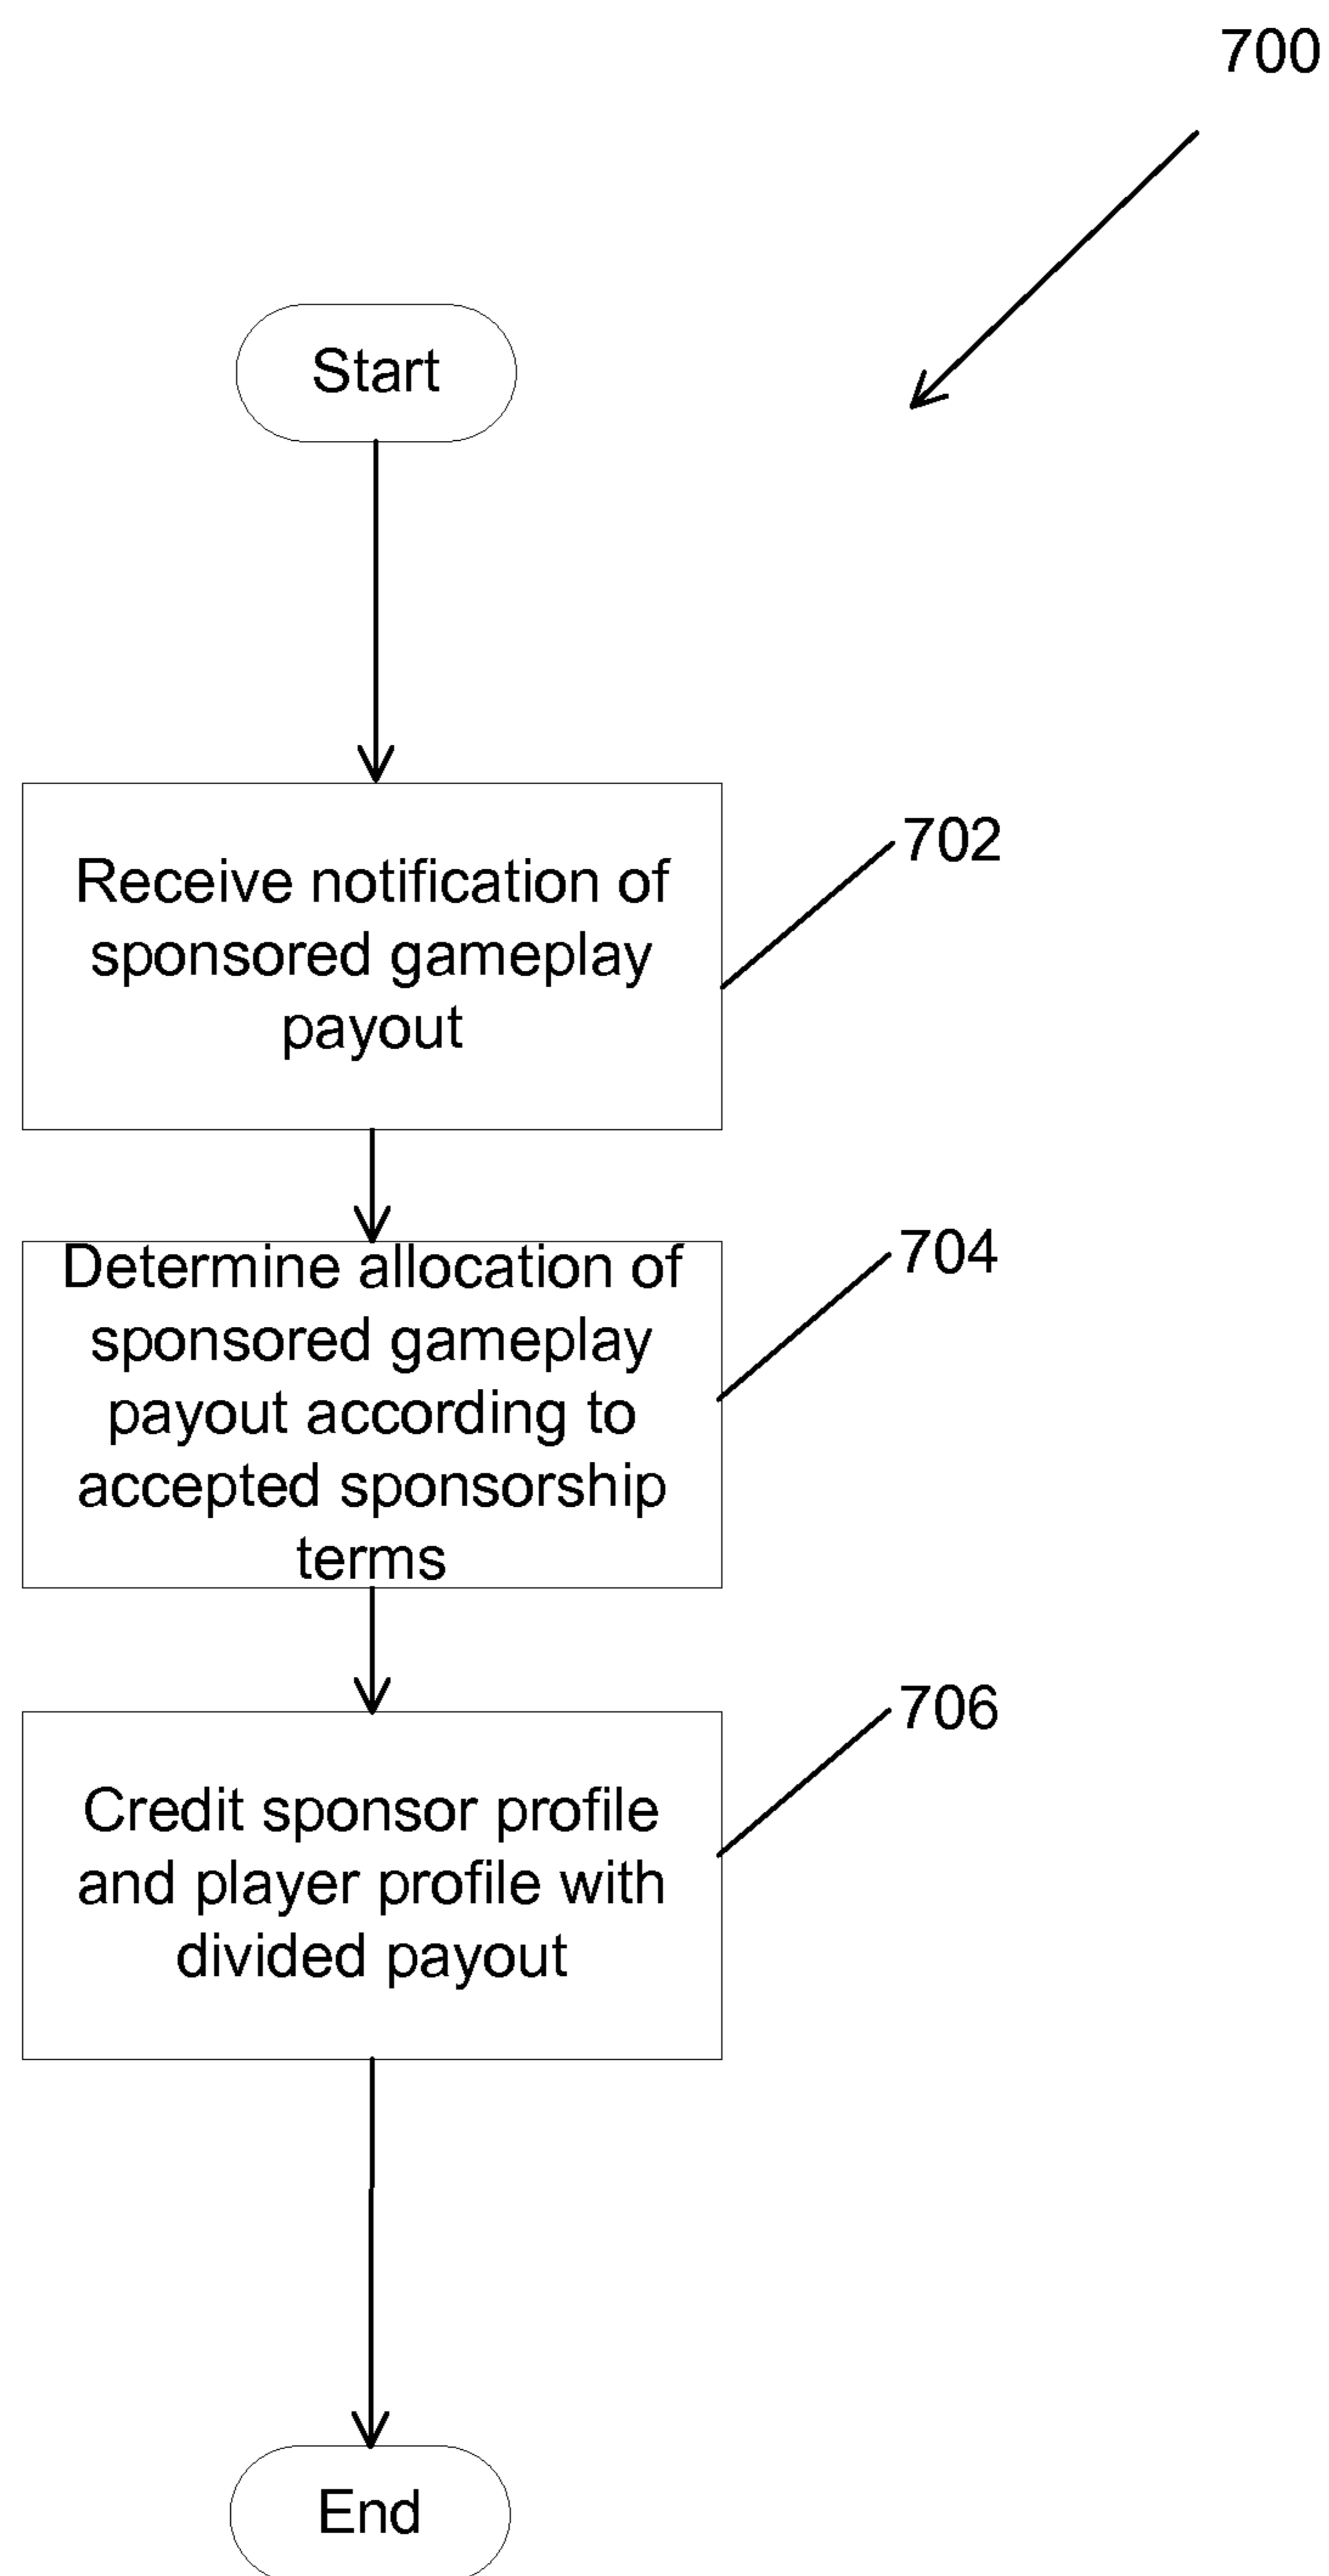 700
Start
Receive notification of
sponsored gameplay
payout
702
Determine allocation of
sponsored gameplay
payout according to
accepted sponsorship
terms
704
Credit sponsor profile
and player profile with
divided payout
706
End